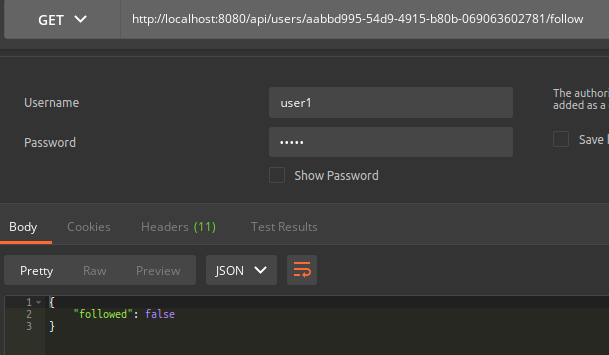 GET http://localhost:8080/api/users/aabbd995-54d9-4915-b80b-069063602781/follow
Username user1 The authori
added as a
Password ••••• Save
Show Password
Body Cookies Headers (11) Test Results
Pretty Raw Preview JSON
1 {
2 "followed": false
3 }